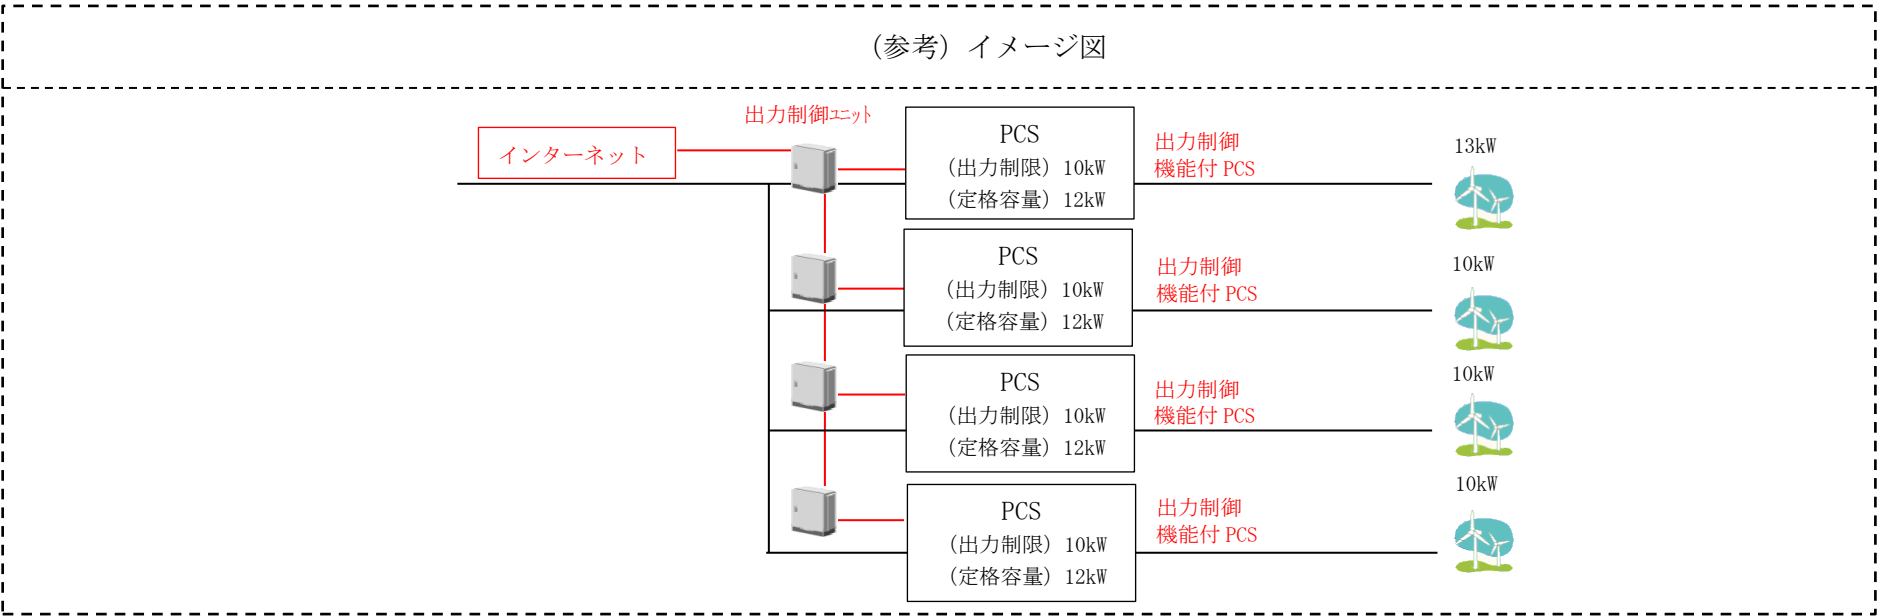 （参考）イメージ図
出力制御ﾕﾆｯﾄ
インターネット
PCS
（出力制限）10kW
（定格容量）12kW
出力制御
機能付 PCS
13kW
PCS
（出力制限）10kW
（定格容量）12kW
出力制御
機能付 PCS
10kW
PCS
（出力制限）10kW
（定格容量）12kW
出力制御
機能付 PCS
10kW
PCS
（出力制限）10kW
（定格容量）12kW
出力制御
機能付 PCS
10kW